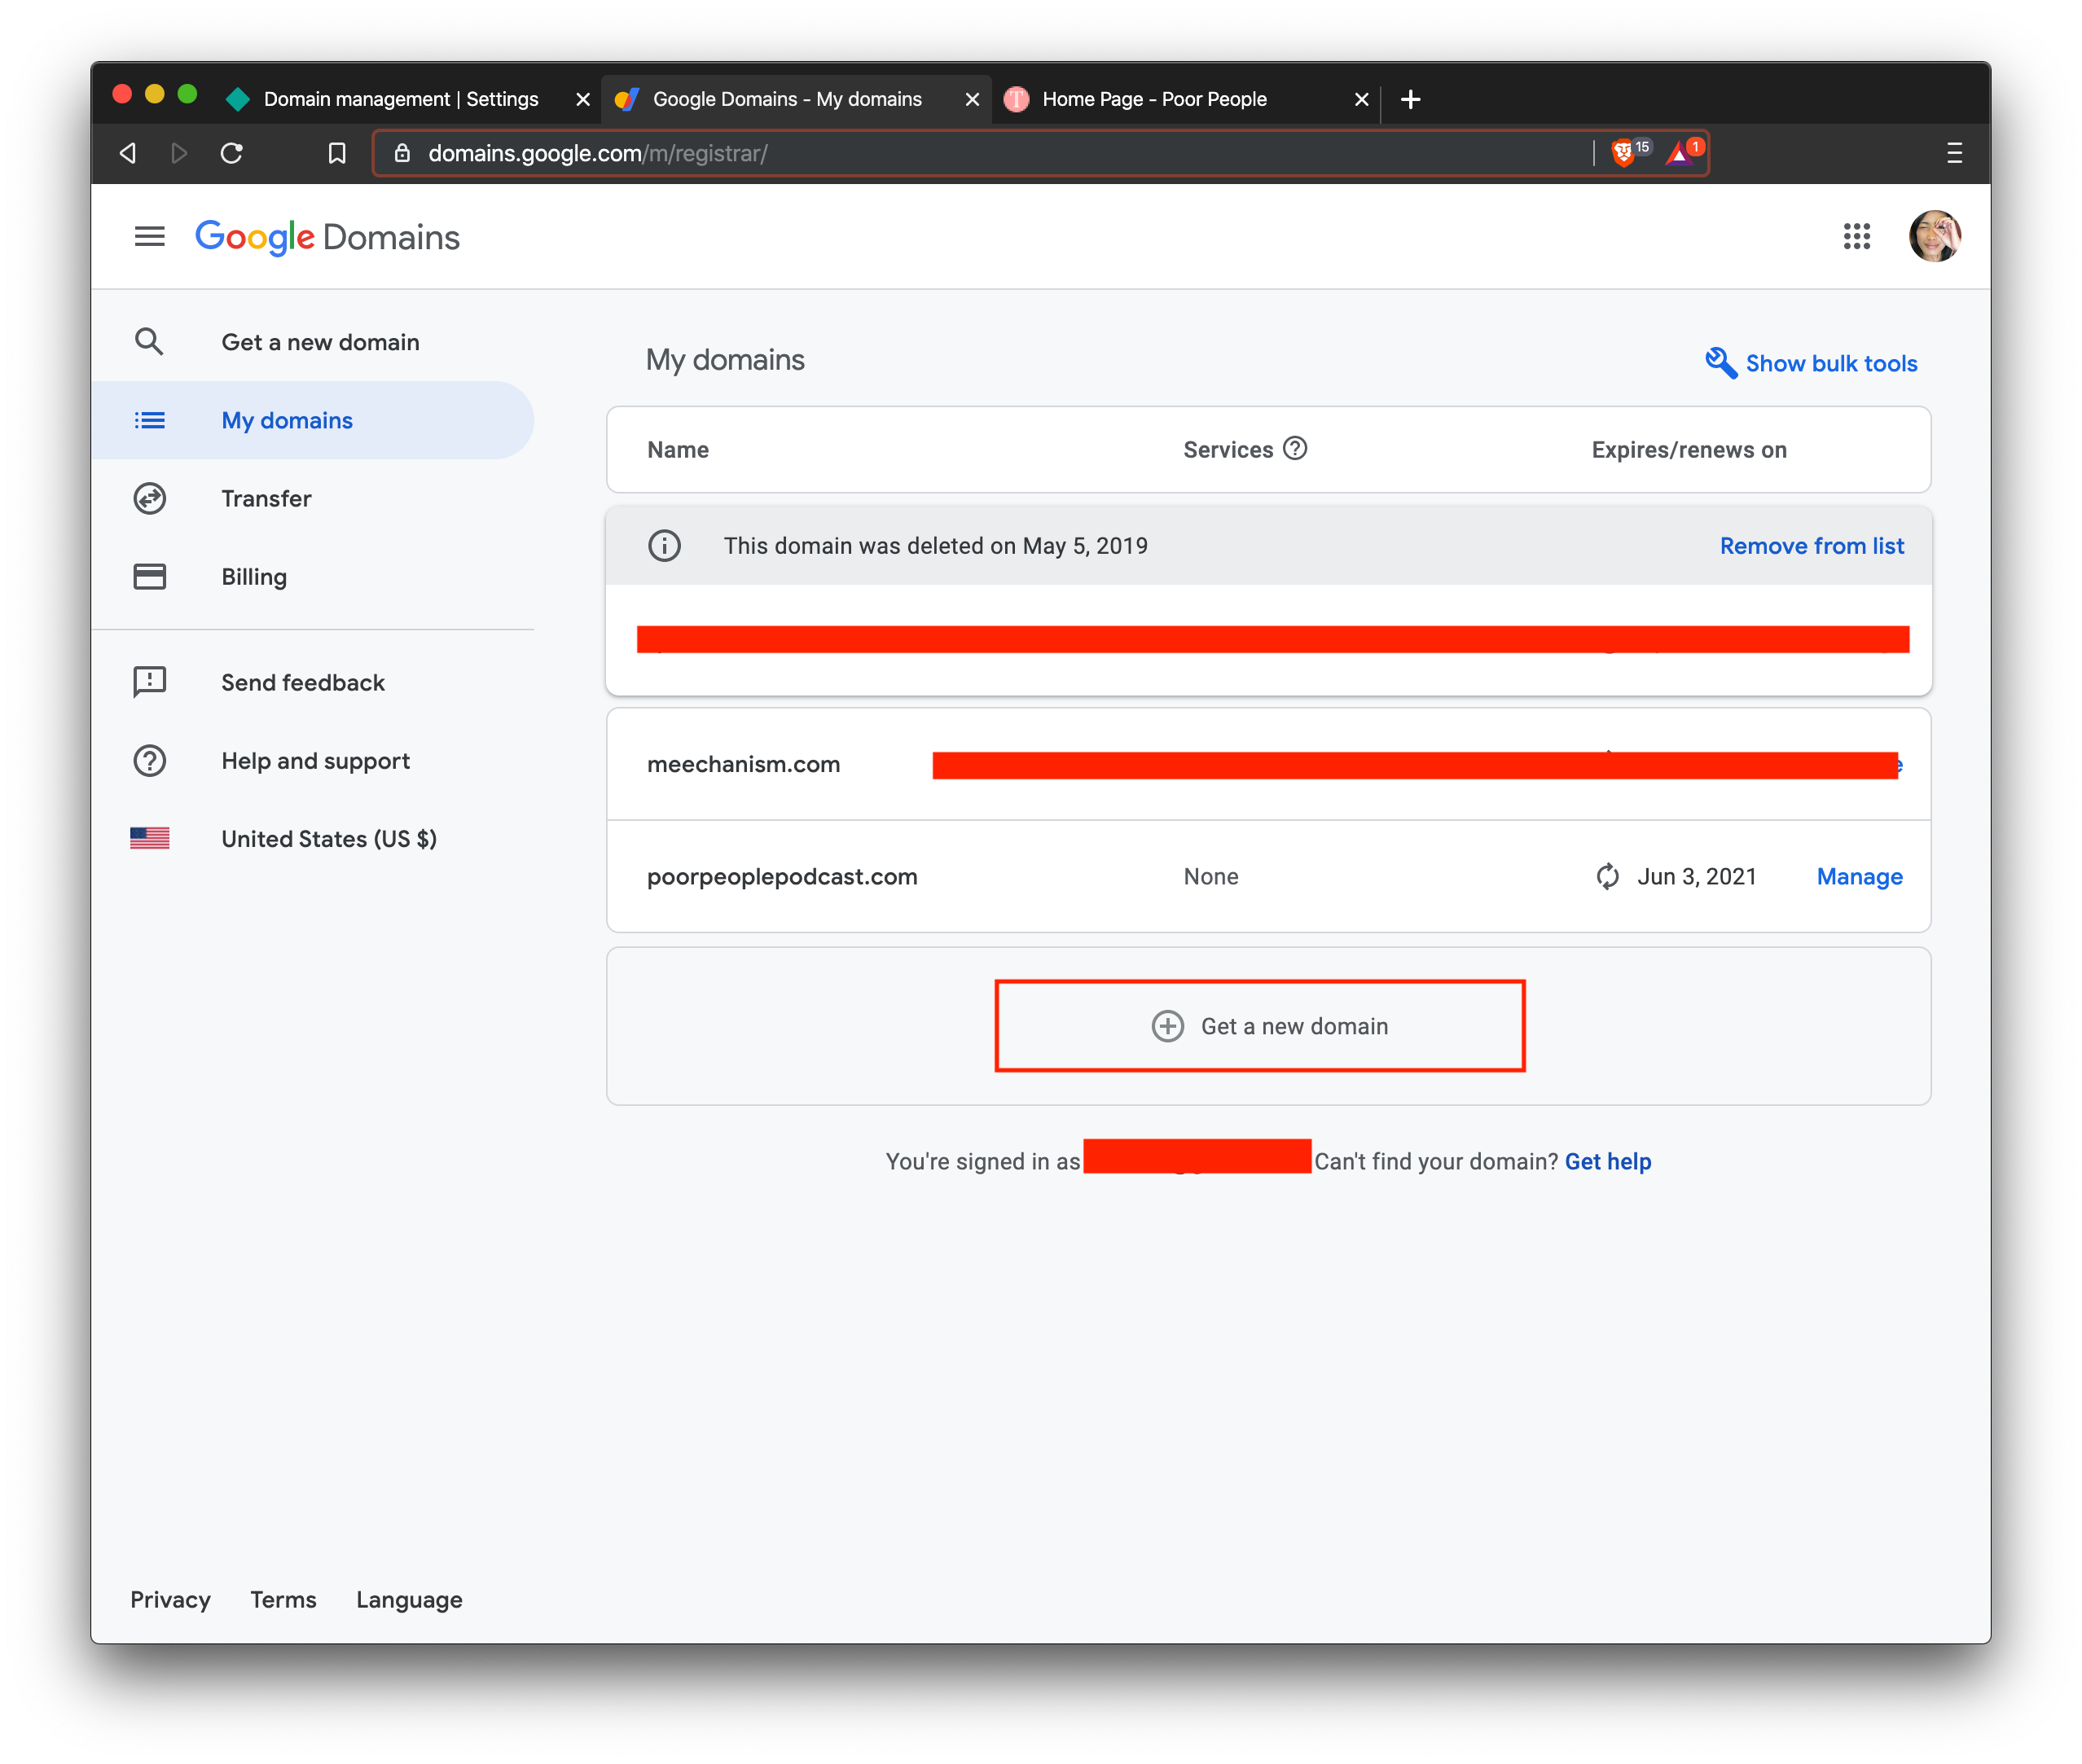 Domain management | Settings
Google Domains - My domains
T
Home Page - Poor People
domains.google.com/m/registrar/
15
1
Google Domains
Get a new domain
My domains
Transfer
Billing
Send feedback
Help and support
United States (US $)
My domains
Show bulk tools
Name Services ? Expires/renews on
This domain was deleted on May 5, 2019 Remove from list
meechanism.com
poorpeoplepodcast.com None Jun 3, 2021 Manage
Get a new domain
You're signed in as Can't find your domain? Get help
Privacy Terms Language